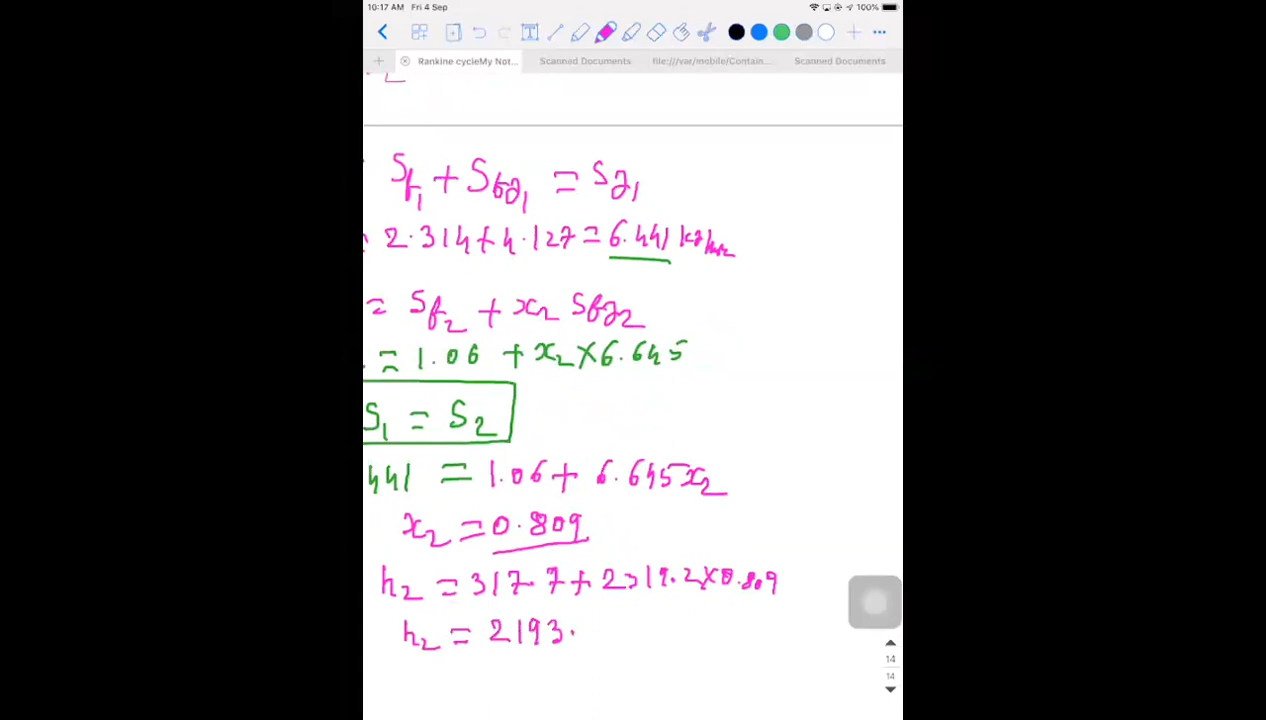 10:17 AM Fri 4 Sep 100%
Rankine cycleMy Not... Scanned Documents file:///var/mobile/Contain... Scanned Documents
Sf1 + Sfg1 = Sg1
2.314 + 4.127 = 6.441 kJ/kgK
= Sf2 + x2 Sfg2
= 1.06 + x2 × 6.645
S1 = S2
441 = 1.06 + 6.645x2
x2 = 0.809
h2 = 317.7 + 2319.2 × 0.809
h2 = 2193.
14
14